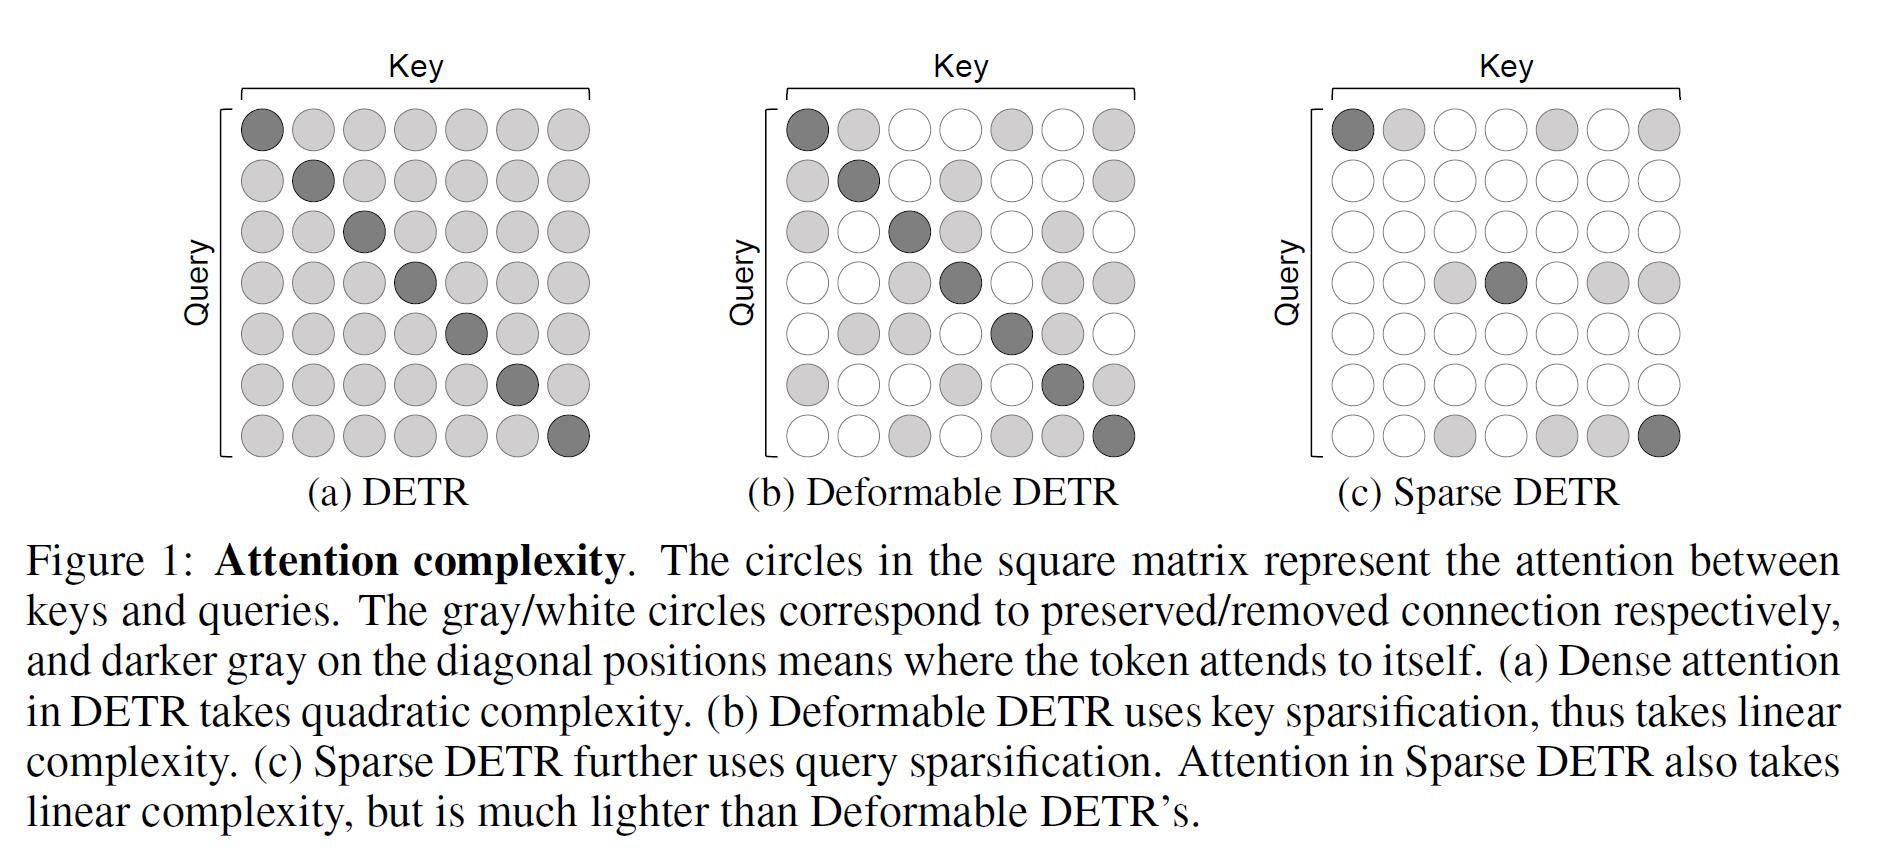 Key Key Key
Query Query Query
(a) DETR (b) Deformable DETR (c) Sparse DETR
Figure 1: Attention complexity. The circles in the square matrix represent the attention between
keys and queries. The gray/white circles correspond to preserved/removed connection respectively,
and darker gray on the diagonal positions means where the token attends to itself. (a) Dense attention
in DETR takes quadratic complexity. (b) Deformable DETR uses key sparsification, thus takes linear
complexity. (c) Sparse DETR further uses query sparsification. Attention in Sparse DETR also takes
linear complexity, but is much lighter than Deformable DETR’s.